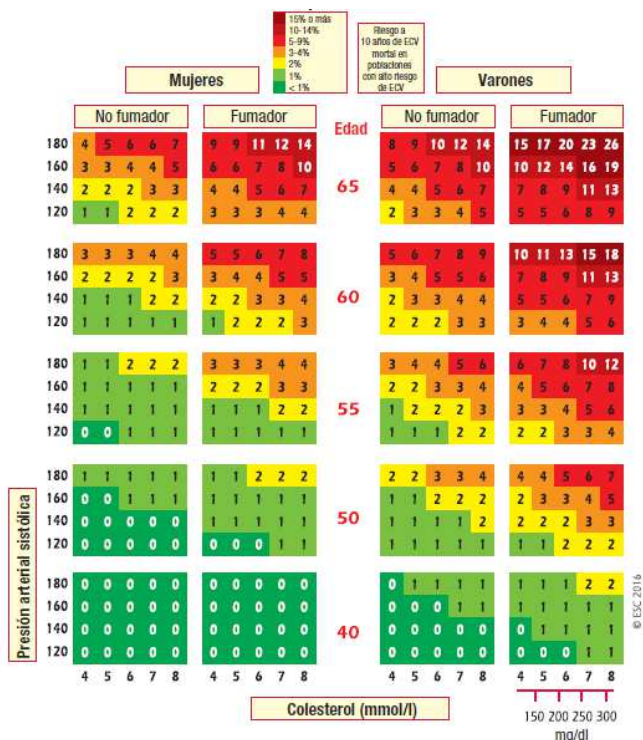 15% o más
10-14%
5-9%
3-4%
2%
1%
< 1%
Riesgo a
10 años de ECV
mortal en
poblaciones
con alto riesgo
de ECV
Mujeres
Varones
No fumador Fumador Edad No fumador Fumador
180 4 5 6 6 7 9 9 11 12 14 8 9 10 12 14 15 17 20 23 26
160 3 3 4 4 5 6 6 7 8 10 5 6 7 8 10 10 12 14 16 19
65
140 2 2 2 3 3 4 4 5 6 7 4 4 5 6 7 7 8 9 11 13
120 1 1 2 2 2 3 3 3 4 4 2 3 3 4 5 5 5 6 8 9
180 3 3 3 4 4 5 5 6 7 8 5 6 7 8 9 10 11 13 15 18
160 2 2 2 2 3 3 4 4 5 5 3 4 5 5 6 7 8 9 11 13
60
140 1 1 1 2 2 2 2 3 3 4 2 3 3 4 4 5 5 6 7 9
120 1 1 1 1 1 1 2 2 2 3 2 2 2 3 3 3 4 4 5 6
180 1 1 2 2 2 3 3 3 4 4 3 4 4 5 6 6 7 8 10 12
160 1 1 1 1 1 2 2 2 3 3 2 2 3 3 4 4 5 6 7 8
55
140 1 1 1 1 1 1 1 1 2 2 1 2 2 2 3 3 3 4 5 6
120 0 0 1 1 1 1 1 1 1 1 1 1 1 2 2 2 2 3 3 4
180 1 1 1 1 1 1 1 2 2 2 2 2 3 3 4 4 4 5 6 7
160 0 0 1 1 1 1 1 1 1 1 1 1 2 2 2 2 3 3 4 5
50
140 0 0 0 0 0 1 1 1 1 1 1 1 1 1 2 2 2 2 3 3
120 0 0 0 0 0 0 0 0 1 1 1 1 1 1 1 1 1 2 2 2
180 0 0 0 0 0 0 0 0 0 0 0 1 1 1 1 1 1 1 2 2
160 0 0 0 0 0 0 0 0 0 0 0 0 0 1 1 1 1 1 1 1
40
140 0 0 0 0 0 0 0 0 0 0 0 0 0 0 0 0 1 1 1 1
120 0 0 0 0 0 0 0 0 0 0 0 0 0 0 0 0 0 0 1 1
4 5 6 7 8 4 5 6 7 8 4 5 6 7 8 4 5 6 7 8
Presión arterial sistólica
Colesterol (mmol/l)
150 200 250 300
mg/dl
© ESC 2016